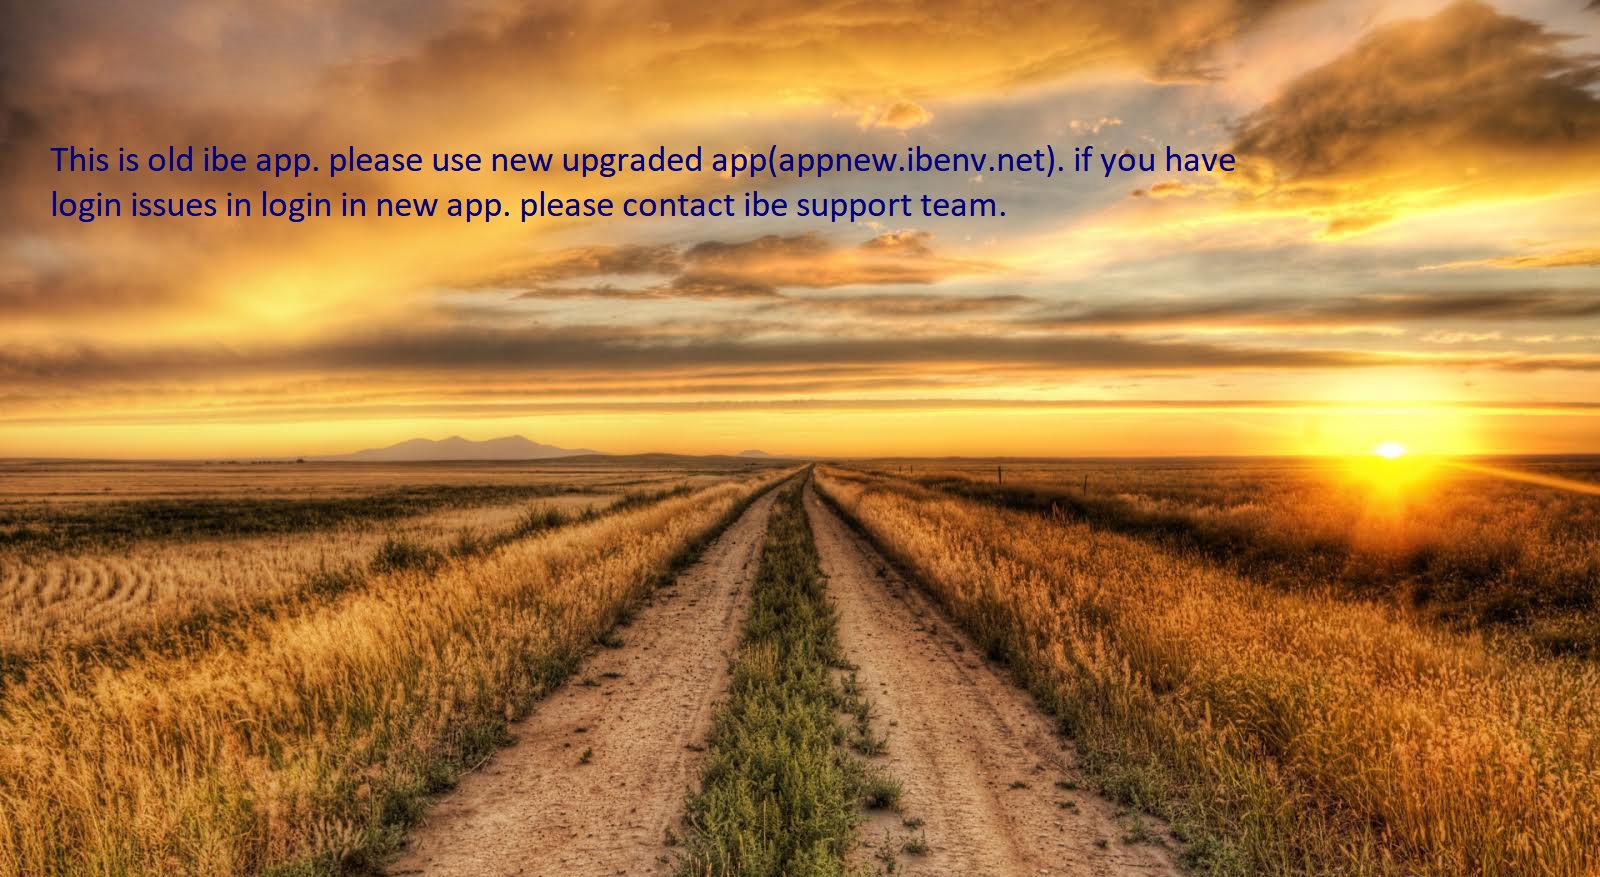 This is old ibe app. please use new upgraded app(appnew.ibenv.net). if you have
login issues in login in new app. please contact ibe support team.